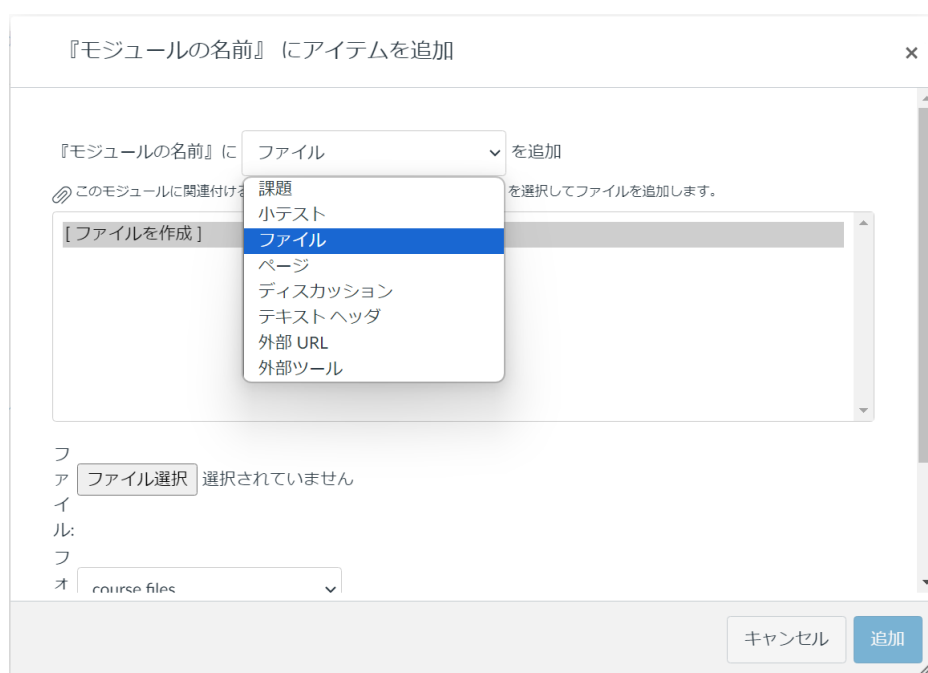 『モジュールの名前』 にアイテムを追加
×
『モジュールの名前』に ファイル を追加
このモジュールに関連付ける を選択してファイルを追加します。
課題
小テスト
ファイル
ページ
ディスカッション
テキスト ヘッダ
外部 URL
外部ツール
[ ファイルを作成 ]
ファイル: ファイル選択 選択されていません
フォ course files
キャンセル 追加